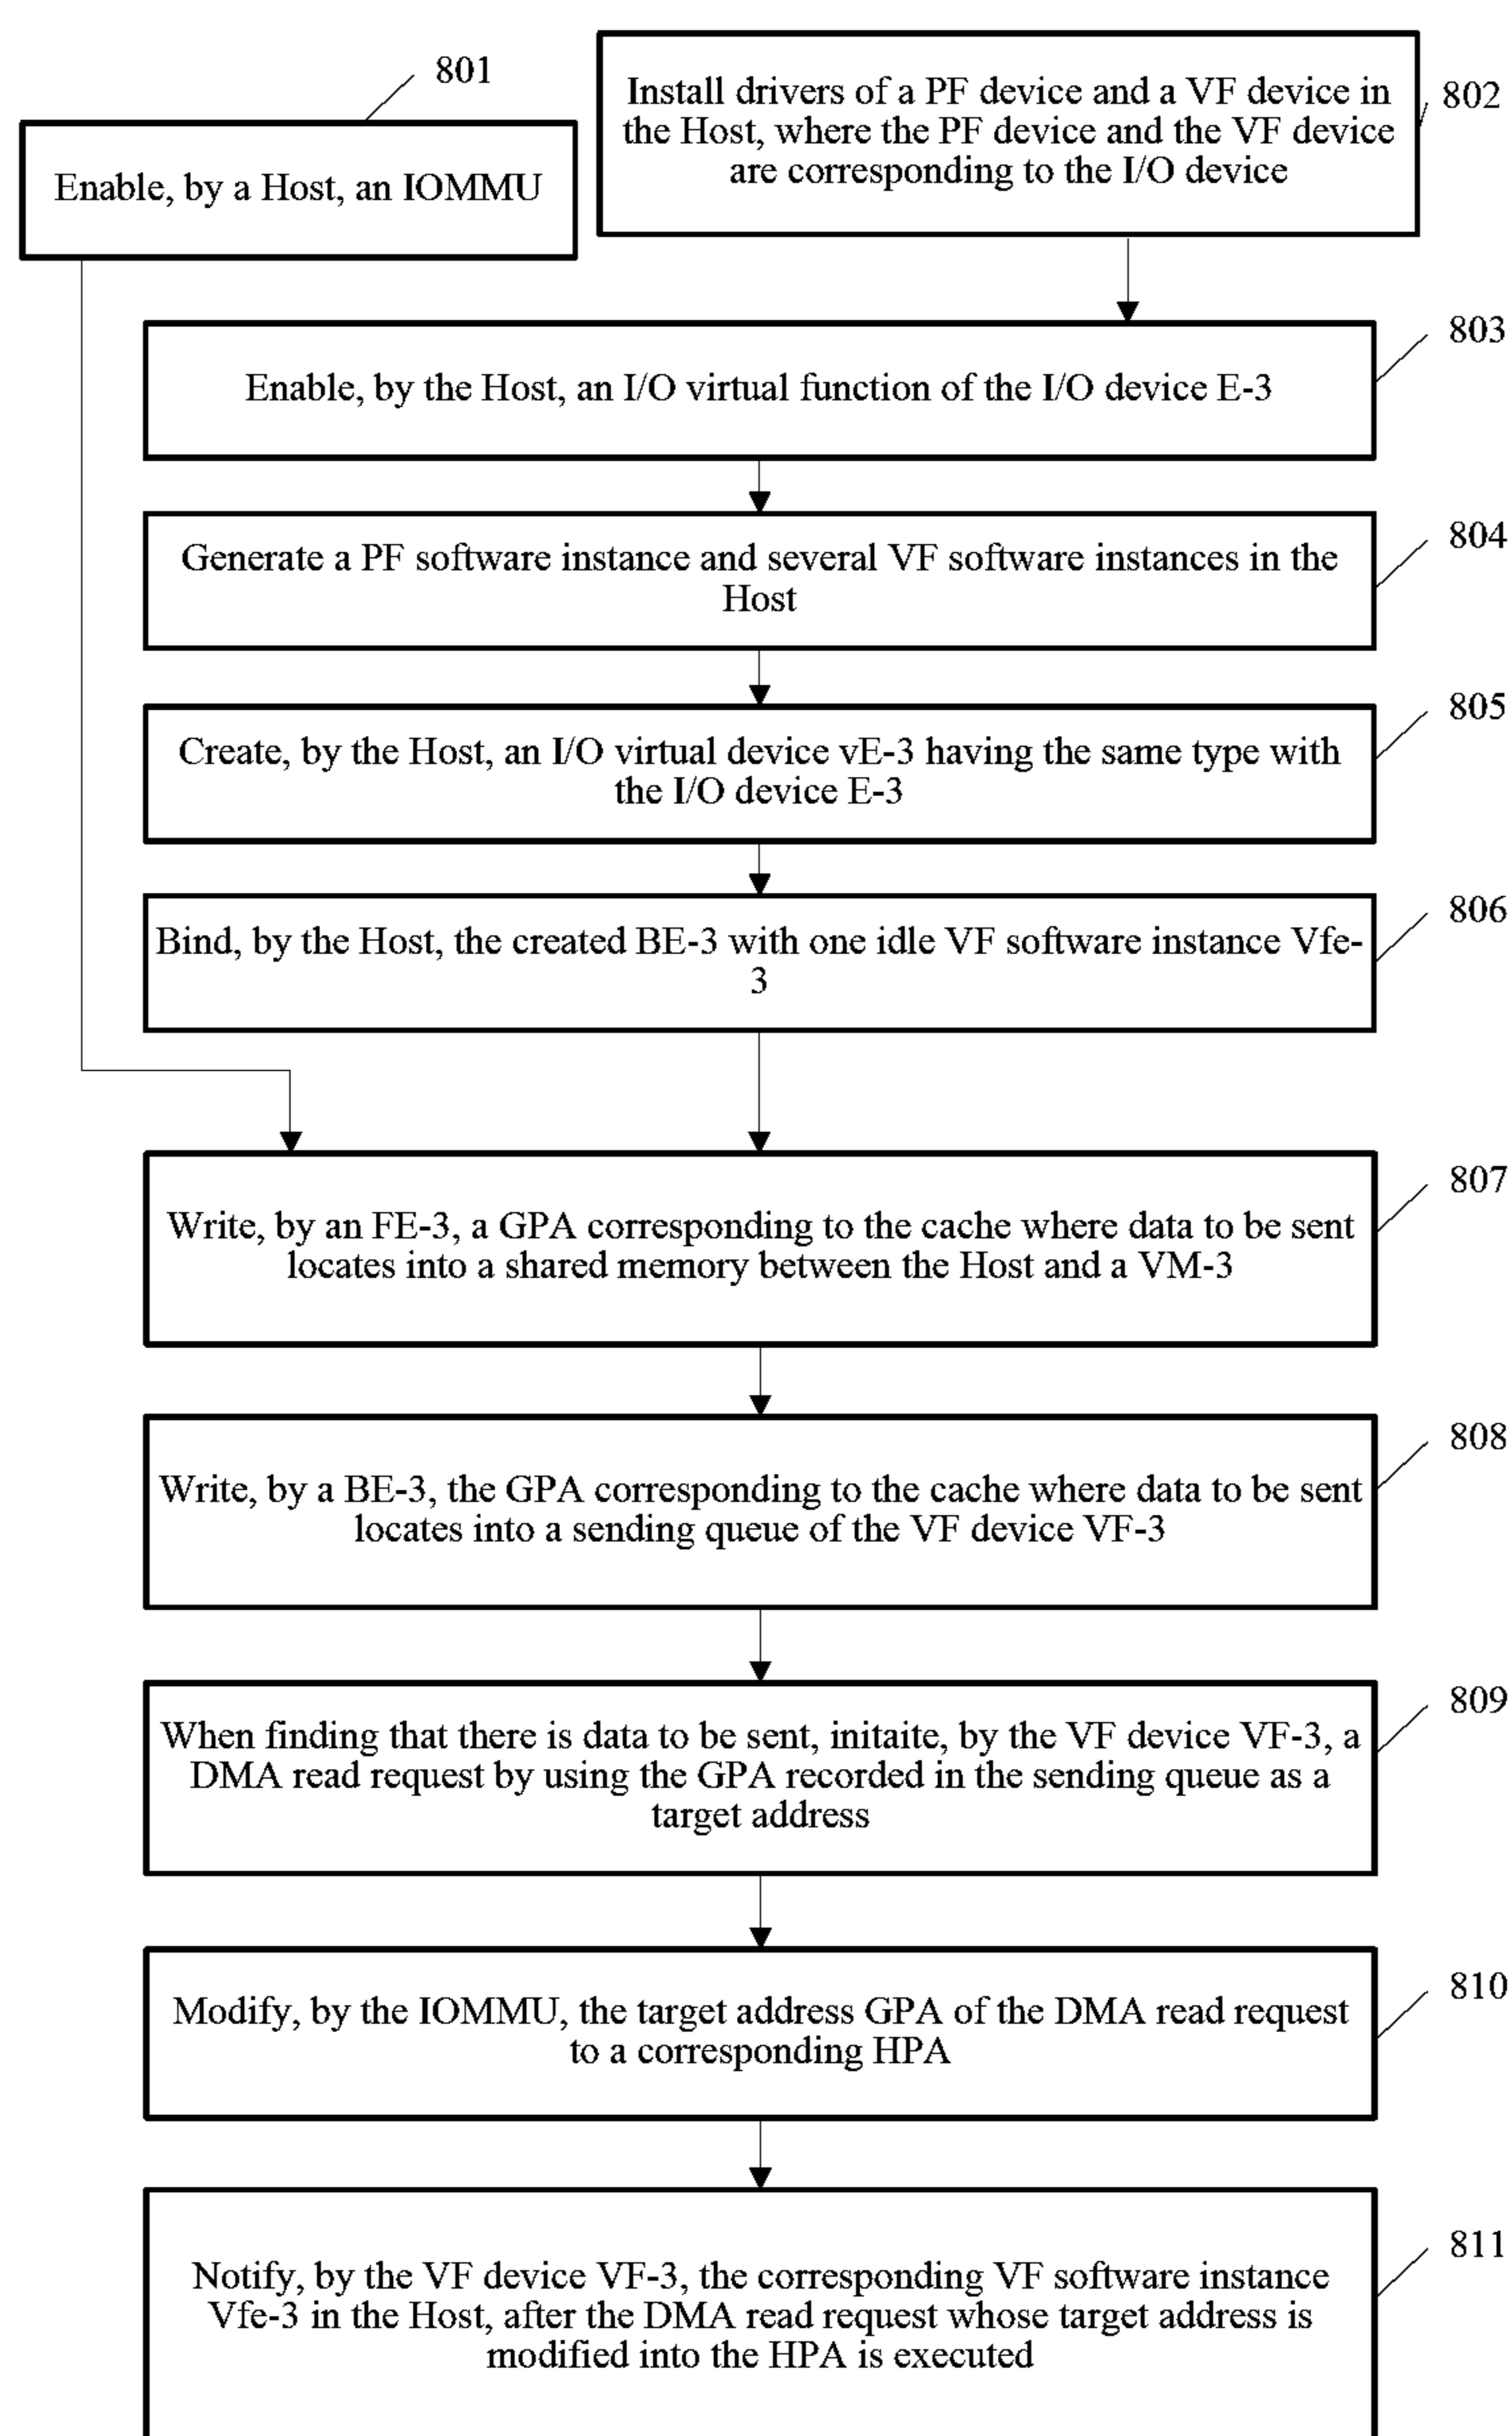 801
Enable, by a Host, an IOMMU
802
Install drivers of a PF device and a VF device in
the Host, where the PF device and the VF device
are corresponding to the I/O device
803
Enable, by the Host, an I/O virtual function of the I/O device E-3
804
Generate a PF software instance and several VF software instances in the
Host
805
Create, by the Host, an I/O virtual device vE-3 having the same type with
the I/O device E-3
806
Bind, by the Host, the created BE-3 with one idle VF software instance Vfe-
3
807
Write, by an FE-3, a GPA corresponding to the cache where data to be sent
locates into a shared memory between the Host and a VM-3
808
Write, by a BE-3, the GPA corresponding to the cache where data to be sent
locates into a sending queue of the VF device VF-3
809
When finding that there is data to be sent, initaite, by the VF device VF-3, a
DMA read request by using the GPA recorded in the sending queue as a
target address
810
Modify, by the IOMMU, the target address GPA of the DMA read request
to a corresponding HPA
811
Notify, by the VF device VF-3, the corresponding VF software instance
Vfe-3 in the Host, after the DMA read request whose target address is
modified into the HPA is executed